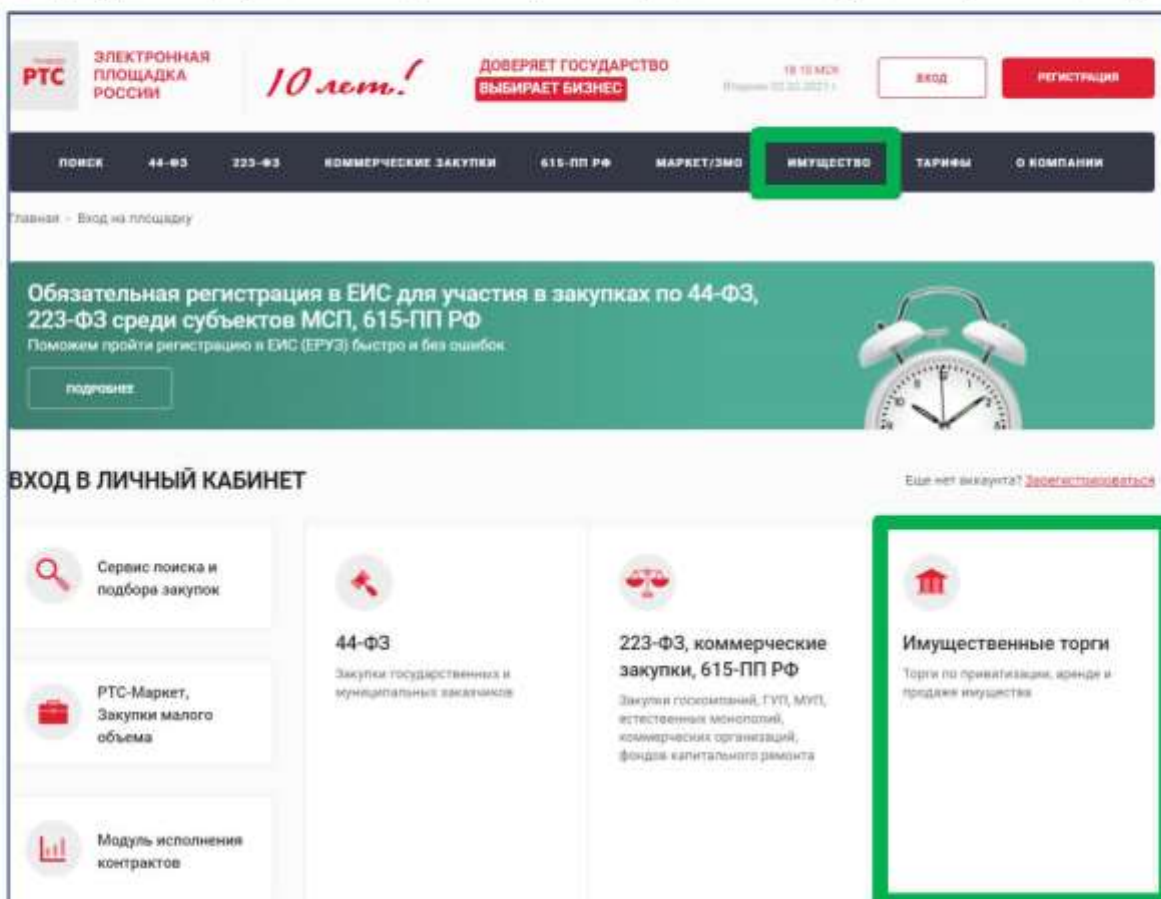 РТС
ЭЛЕКТРОННАЯ
ПЛОЩАДКА
РОССИИ
10 лет!
ДОВЕРЯЕТ ГОСУДАРСТВО
ВЫБИРАЕТ БИЗНЕС
ВХОД
РЕГИСТРАЦИЯ
ПОИСК 44-ФЗ 223-ФЗ КОММЕРЧЕСКИЕ ЗАКУПКИ 615-ПП РФ МАРКЕТ/ЗМО ИМУЩЕСТВО ТАРИФЫ О КОМПАНИИ
Главная - Вход на площадку
Обязательная регистрация в ЕИС для участия в закупках по 44-ФЗ,
223-ФЗ среди субъектов МСП, 615-ПП РФ
Поможем пройти регистрацию в ЕИС (ЕРУЗ) быстро и без ошибок
ПОДРОБНЕЕ
ВХОД В ЛИЧНЫЙ КАБИНЕТ
Еще нет аккаунта? Зарегистрироваться
Сервис поиска и
подбора закупок
РТС-Маркет,
Закупки малого
объема
Модуль исполнения
контрактов
44-ФЗ
Закупки государственных и
муниципальных заказчиков
223-ФЗ, коммерческие
закупки, 615-ПП РФ
Закупки госкомпаний, ГУП, МУП,
естественных монополий,
коммерческих организаций,
фондов капитального ремонта
Имущественные торги
Торги по приватизации, аренде и
продаже имущества